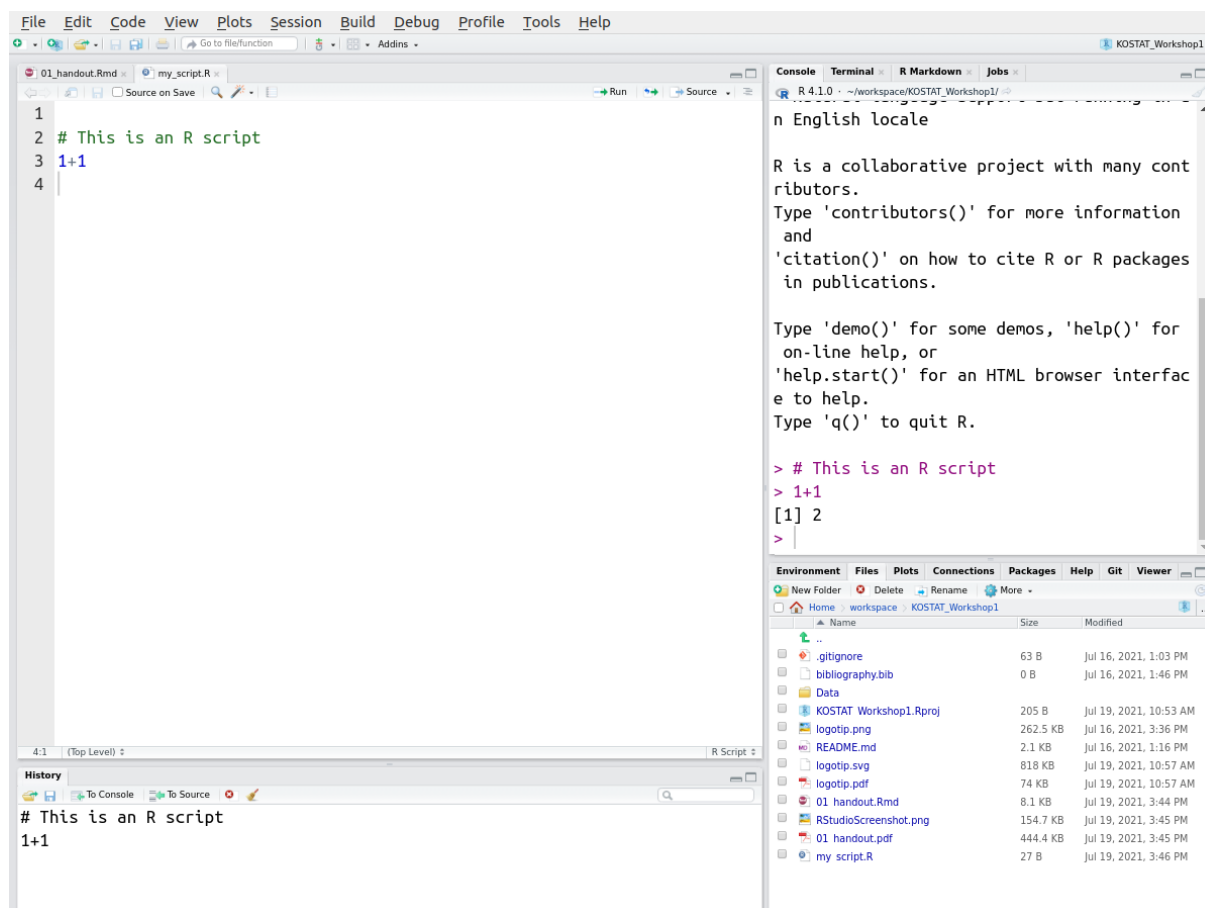 File Edit Code View Plots Session Build Debug Profile Tools Help
Go to file/function Addins KOSTAT_Workshop1
01_handout.Rmd × my_script.R ×
Source on Save Run Source
1
2 # This is an R script
3 1+1
4
4:1 (Top Level) R Script
History
To Console To Source
# This is an R script
1+1
Console Terminal × R Markdown × Jobs ×
R 4.1.0 · ~/workspace/KOSTAT_Workshop1/
n English locale
R is a collaborative project with many cont
ributors.
Type 'contributors()' for more information
and
'citation()' on how to cite R or R packages
in publications.
Type 'demo()' for some demos, 'help()' for
on-line help, or
'help.start()' for an HTML browser interfac
e to help.
Type 'q()' to quit R.
> # This is an R script
> 1+1
[1] 2
>
Environment Files Plots Connections Packages Help Git Viewer
New Folder Delete Rename More
Home workspace KOSTAT_Workshop1
Name Size Modified
..
.gitignore 63 B Jul 16, 2021, 1:03 PM
bibliography.bib 0 B Jul 16, 2021, 1:46 PM
Data
KOSTAT_Workshop1.Rproj 205 B Jul 19, 2021, 10:53 AM
logotip.png 262.5 KB Jul 16, 2021, 3:36 PM
README.md 2.1 KB Jul 16, 2021, 1:16 PM
logotip.svg 818 KB Jul 19, 2021, 10:57 AM
logotip.pdf 74 KB Jul 19, 2021, 10:57 AM
01_handout.Rmd 8.1 KB Jul 19, 2021, 3:44 PM
RStudioScreenshot.png 154.7 KB Jul 19, 2021, 3:45 PM
01_handout.pdf 444.4 KB Jul 19, 2021, 3:45 PM
my_script.R 27 B Jul 19, 2021, 3:46 PM